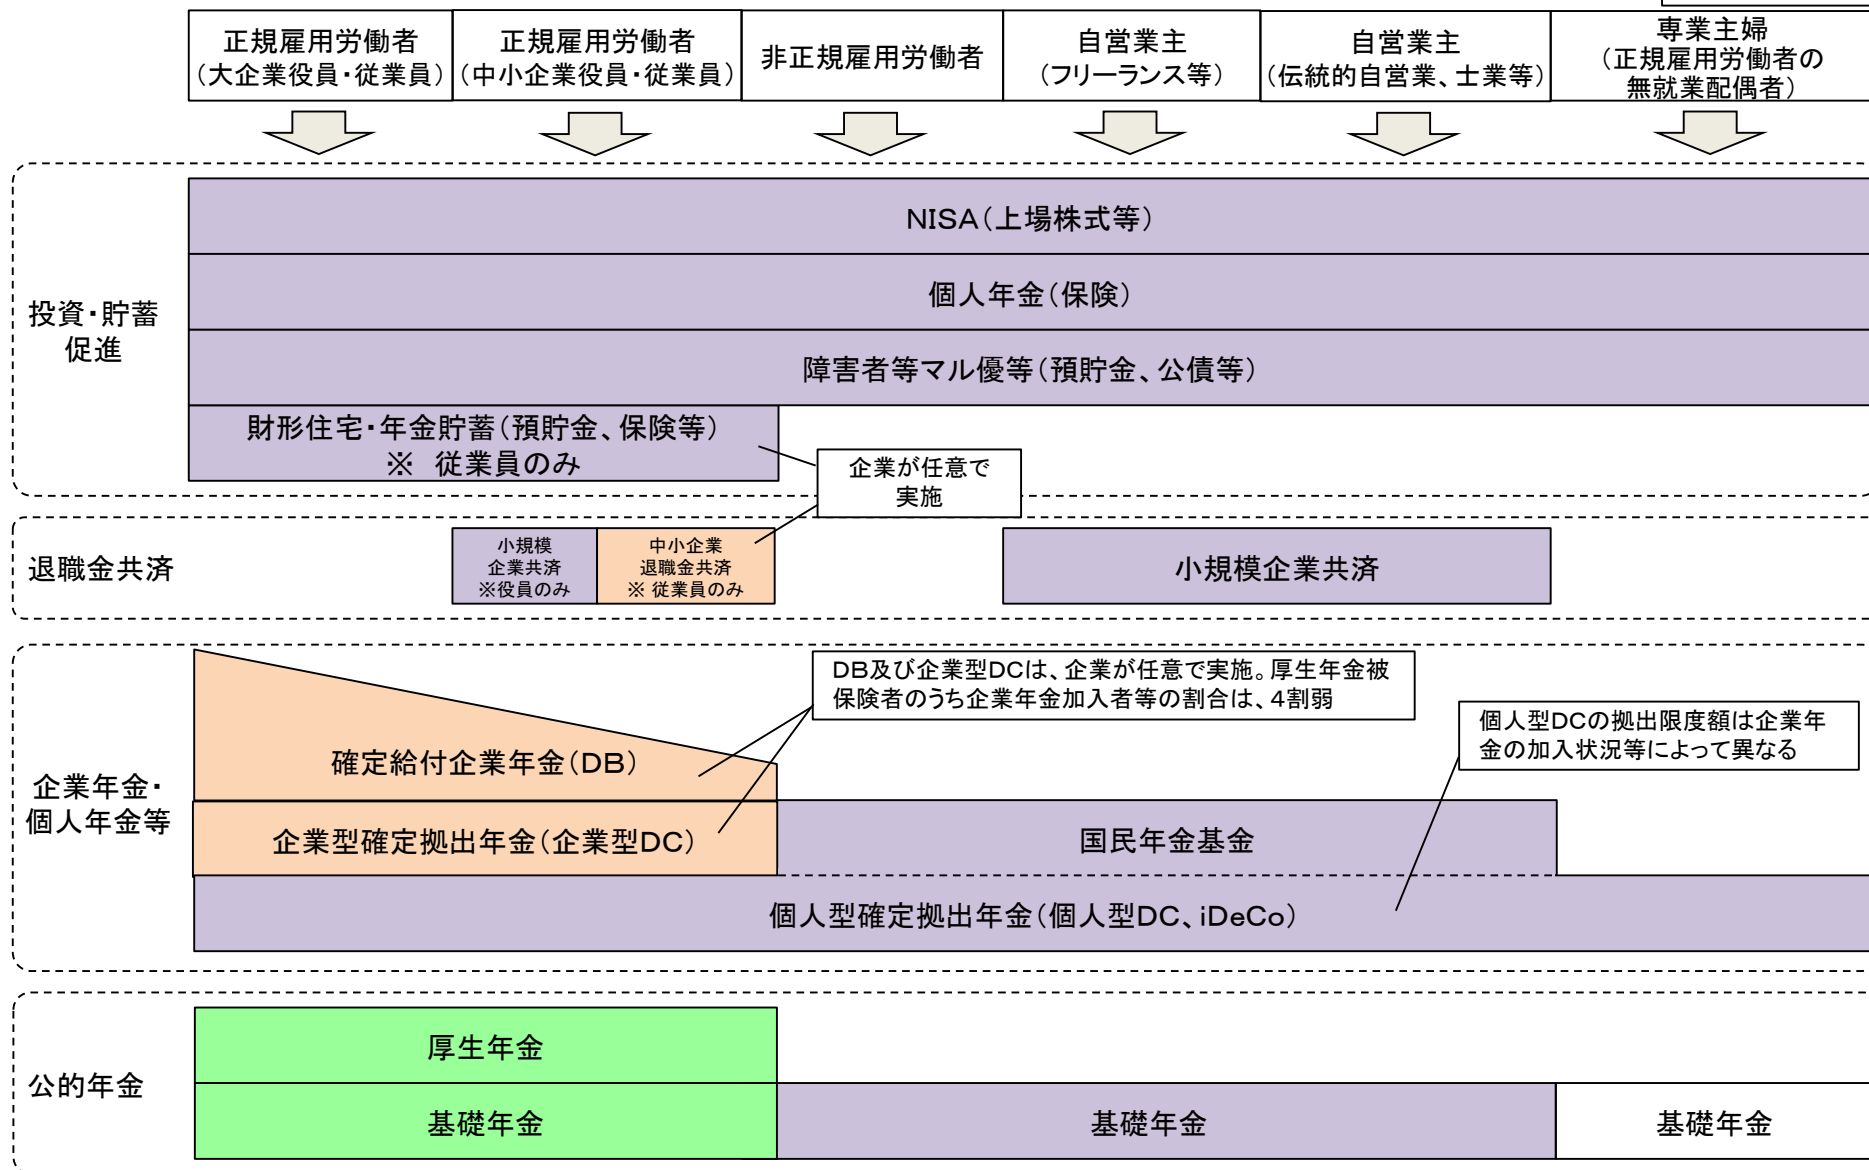 正規雇用労働者
（大企業役員・従業員）
正規雇用労働者
（中小企業役員・従業員）
非正規雇用労働者
自営業主
（フリーランス等）
自営業主
（伝統的自営業、士業等）
専業主婦
（正規雇用労働者の
無就業配偶者）
投資・貯蓄
促進
NISA（上場株式等）
個人年金（保険）
障害者等マル優等（預貯金、公債等）
財形住宅・年金貯蓄（預貯金、保険等）
※ 従業員のみ
企業が任意で
実施
退職金共済
小規模
企業共済
※役員のみ
中小企業
退職金共済
※ 従業員のみ
小規模企業共済
企業年金・
個人年金等
DB及び企業型DCは、企業が任意で実施。厚生年金被
保険者のうち企業年金加入者等の割合は、４割弱
個人型DCの拠出限度額は企業年
金の加入状況等によって異なる
確定給付企業年金（DB）
企業型確定拠出年金（企業型DC）
国民年金基金
個人型確定拠出年金（個人型DC、iDeCo）
公的年金
厚生年金
基礎年金
基礎年金
基礎年金